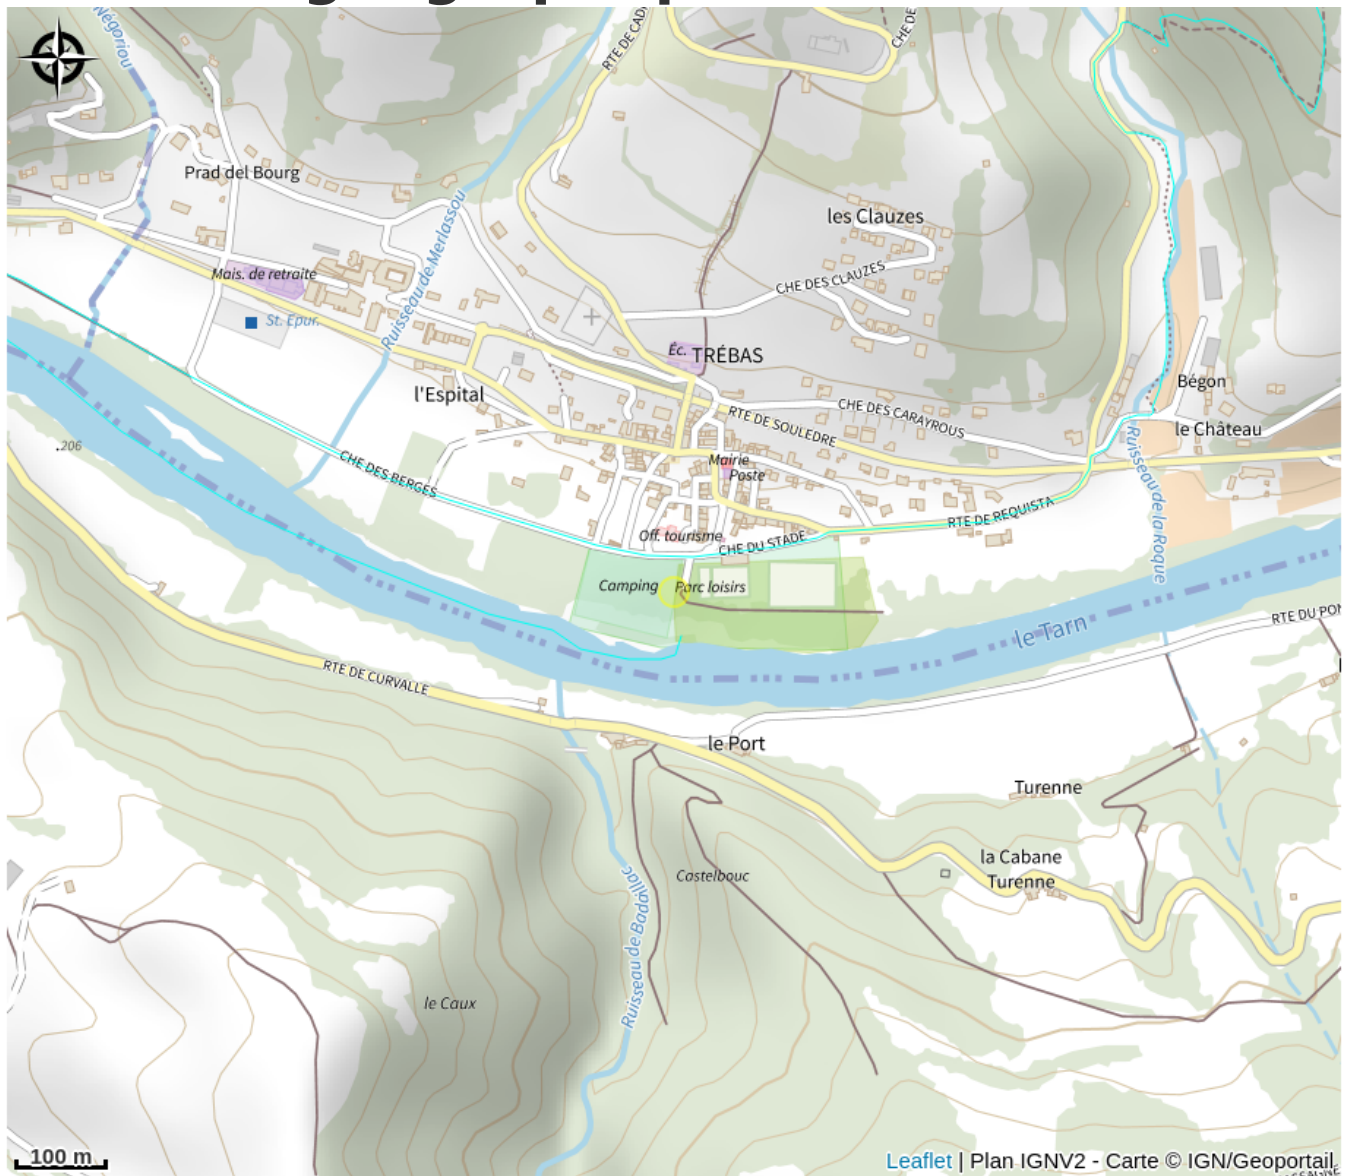 Négoriou
RTE DE CAD
CHE DE
Prad del Bourg
les Clauzes
Mais. de retraite
Ruisseau de Merlassou
CHE DES CLAUZES
St. Epur.
Éc.
TRÉBAS
Bégon
l'Espital
CHE DES CARAYROUS
RTE DE SOULEDRE
le Château
.206
CHE DES BERGES
Mairie
Poste
Ruisseau de la Roque
RTE DE REQUISTA
Off. tourisme
CHE DU STADE
Camping
Parc loisirs
le Tarn
RTE DU PON
RTE DE CURVALLE
le Port
Turenne
la Cabane
Turenne
Castelbouc
Ruisseau de Badaillac
le Caux
100 m
Leaflet | Plan IGNV2 - Carte © IGN/Geoportail